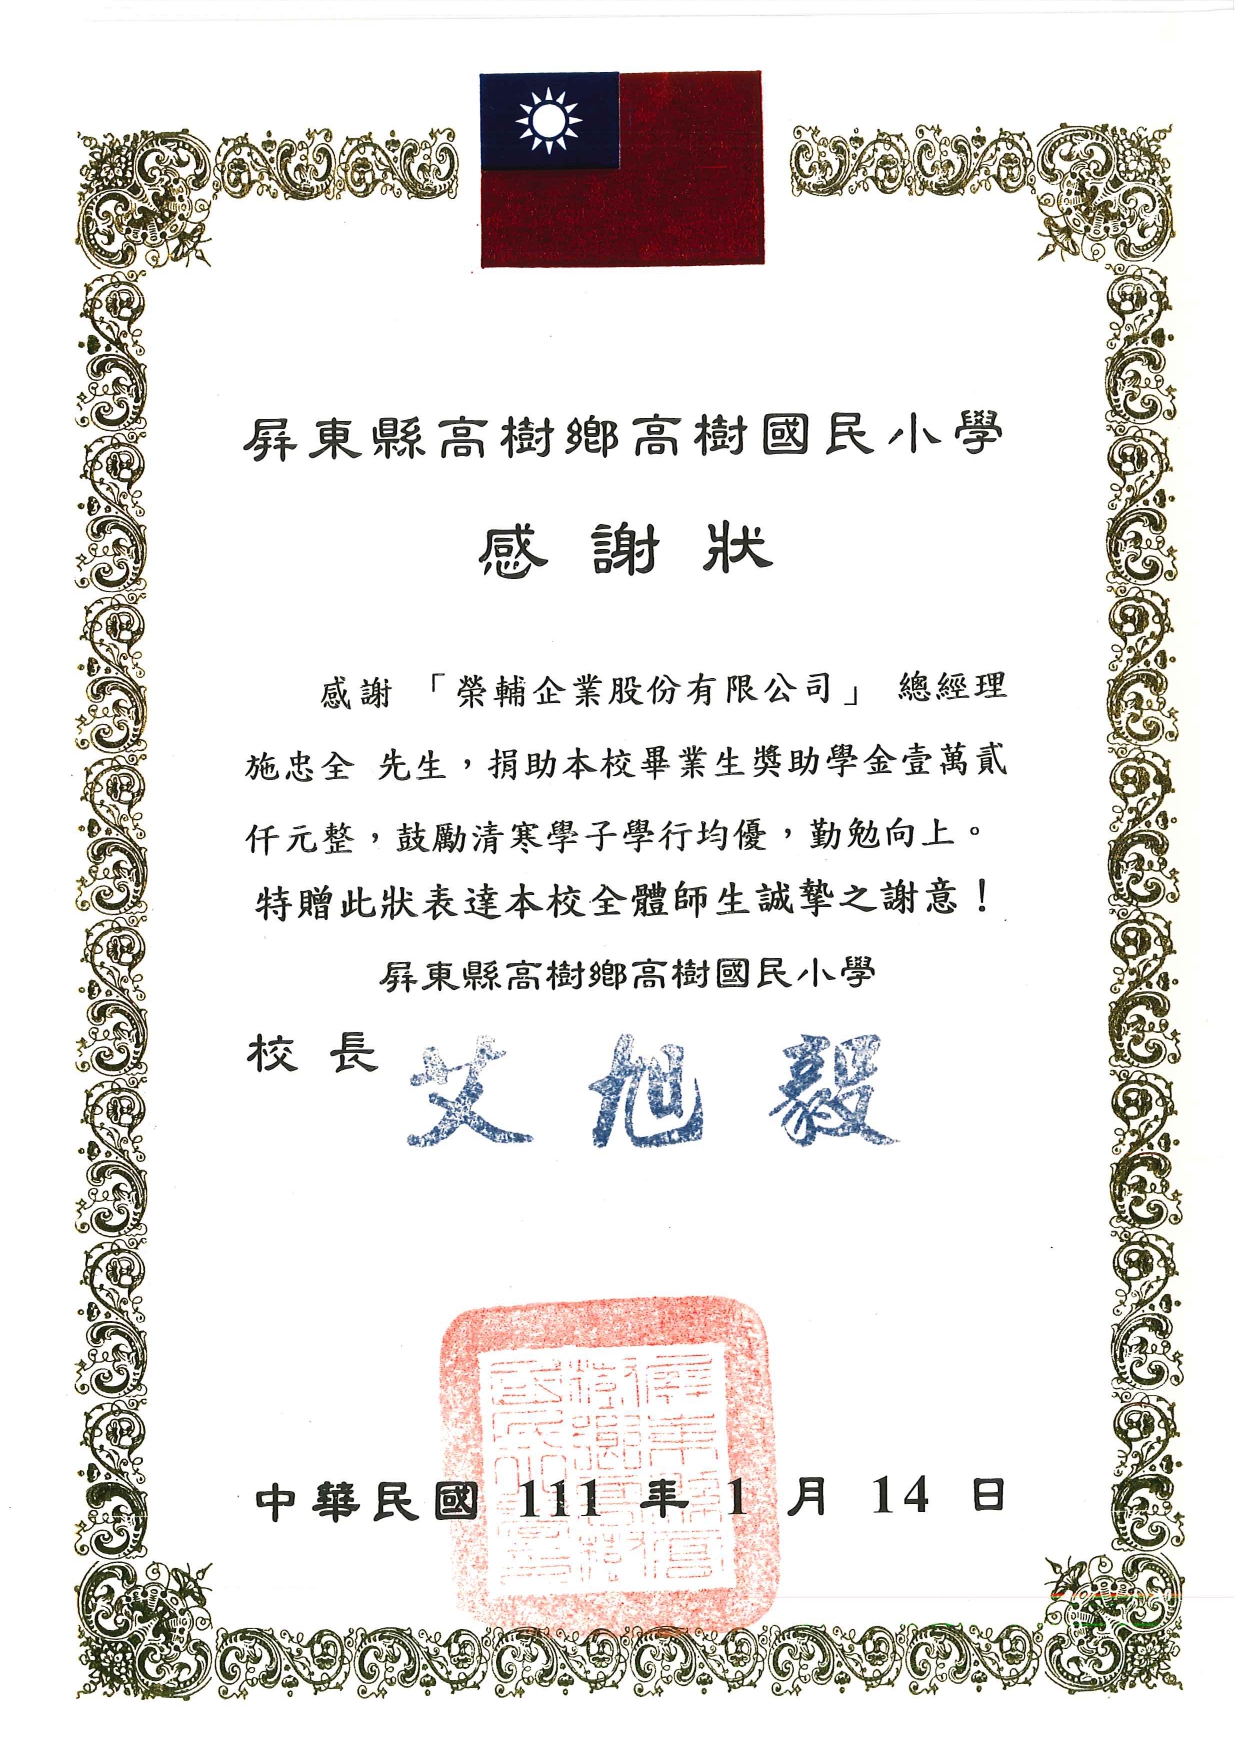 屏東縣高樹鄉高樹國民小學
感謝狀
感謝 「榮輔企業股份有限公司」 總經理
施忠全 先生，捐助本校畢業生獎助學金壹萬貳
仟元整，鼓勵清寒學子學行均優，勤勉向上。
特贈此狀表達本校全體師生誠摯之謝意！
屏東縣高樹鄉高樹國民小學
校長 艾旭毅
中華民國 111 年 1 月 14 日